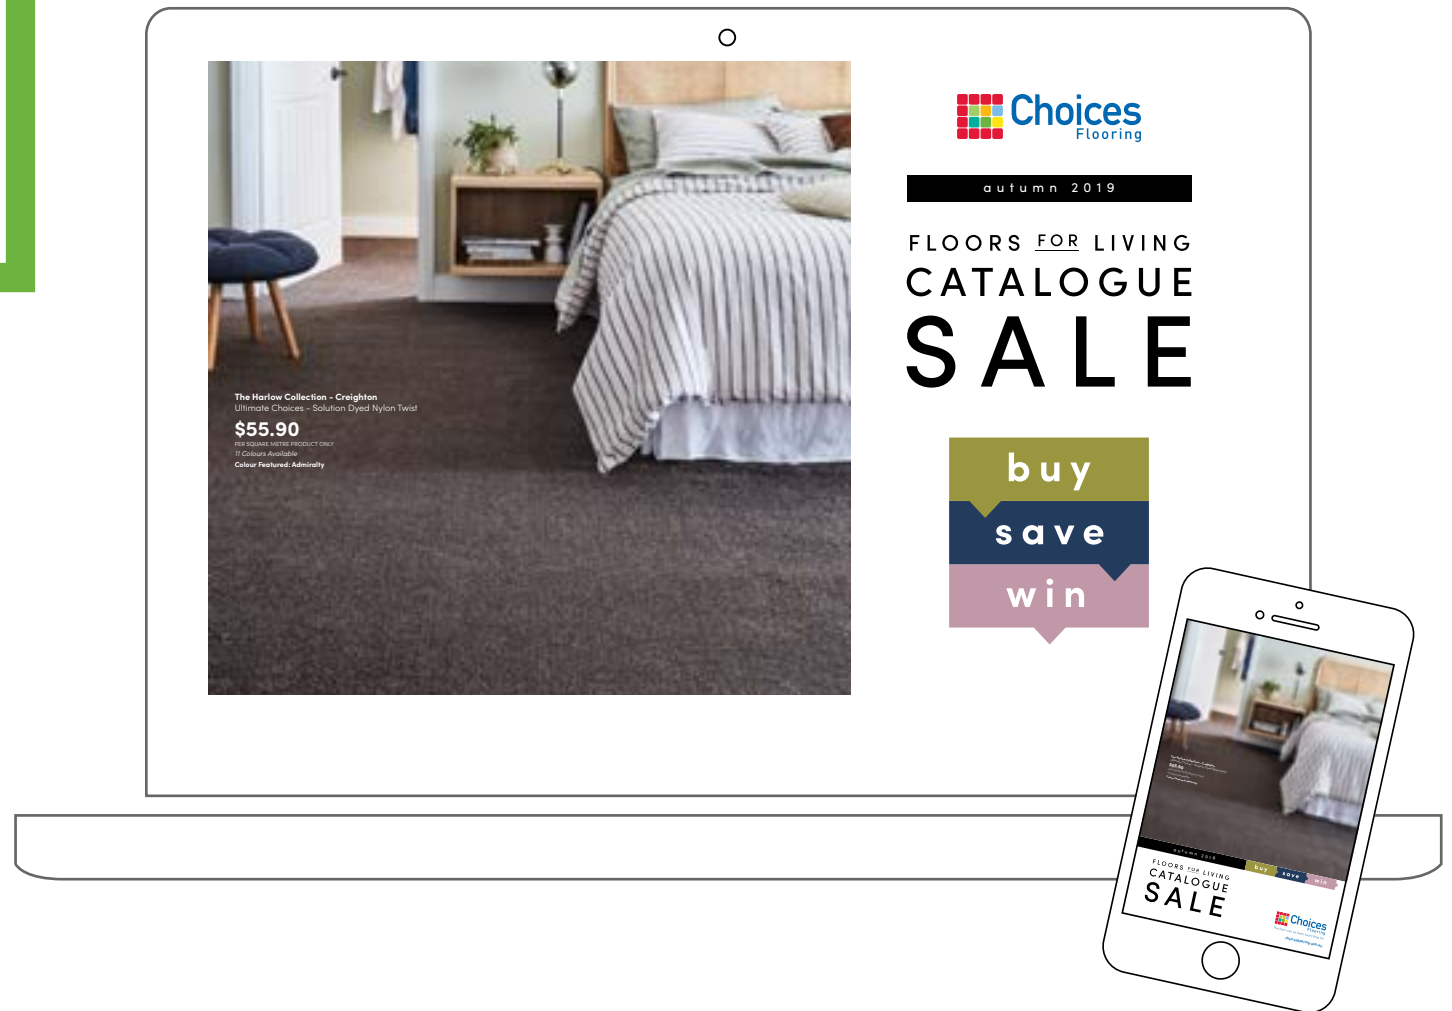 Choices
Flooring
autumn 2019
FLOORS FOR LIVING
CATALOGUE
SALE
The Harlow Collection - Creighton
Ultimate Choices - Solution Dyed Nylon Twist
$55.90
PER SQUARE METRE PRODUCT ONLY
11 Colours Available
Colour Featured: Admiralty
buy
save
win
$55.90
autumn 2019
buy save win
FLOORS FOR LIVING
CATALOGUE
SALE
Choices
Flooring